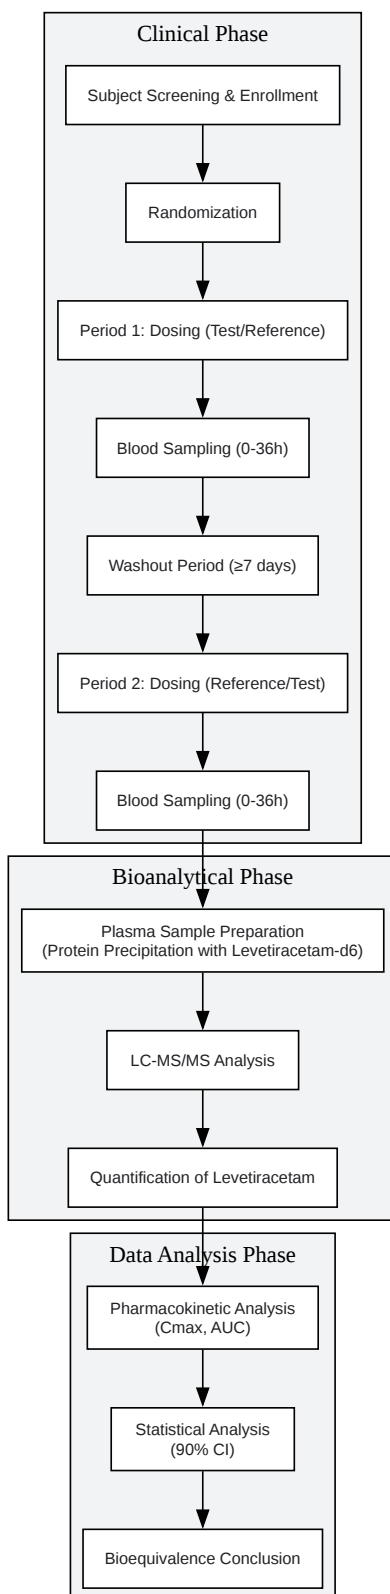 Clinical Phase
Subject Screening & Enrollment
Randomization
Period 1: Dosing (Test/Reference)
Blood Sampling (0-36h)
Washout Period (≥7 days)
Period 2: Dosing (Reference/Test)
Blood Sampling (0-36h)
Bioanalytical Phase
Plasma Sample Preparation
(Protein Precipitation with Levetiracetam-d6)
LC-MS/MS Analysis
Quantification of Levetiracetam
Data Analysis Phase
Pharmacokinetic Analysis
(Cmax, AUC)
Statistical Analysis
(90% CI)
Bioequivalence Conclusion